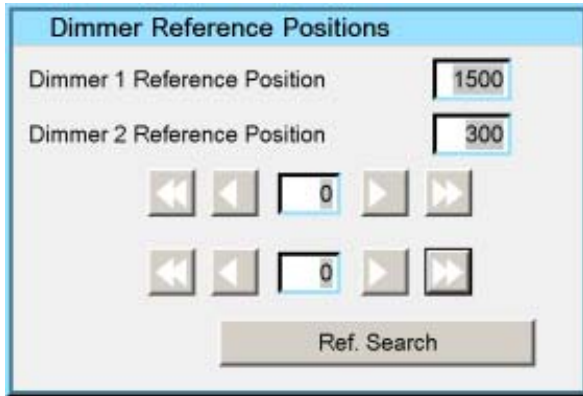 Dimmer Reference Positions
Dimmer 1 Reference Position 1500
Dimmer 2 Reference Position 300
0
0
Ref. Search